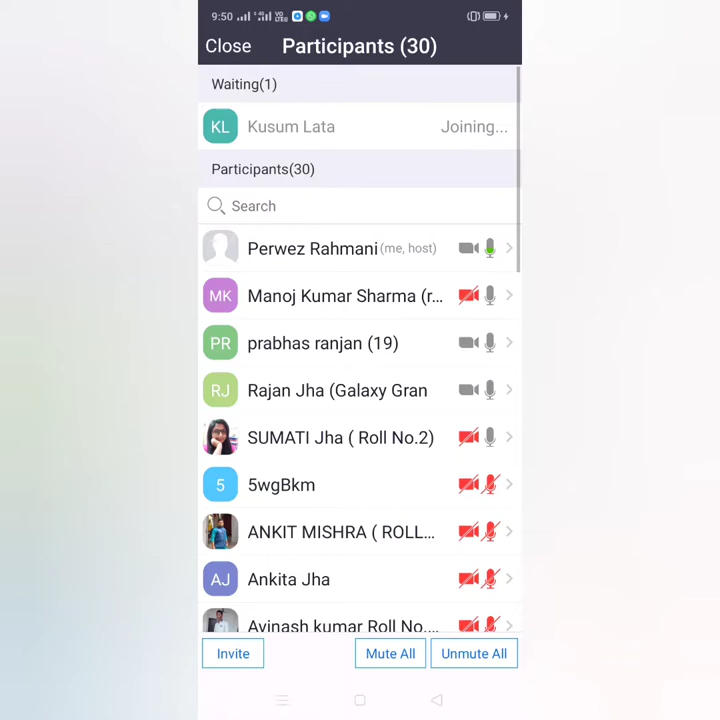 9:50
Close Participants (30)
Waiting(1)
KL Kusum Lata Joining...
Participants(30)
Search
Perwez Rahmani (me, host)
MK Manoj Kumar Sharma (r...
PR prabhas ranjan (19)
RJ Rajan Jha (Galaxy Gran
SUMATI Jha ( Roll No.2)
5 5wgBkm
ANKIT MISHRA ( ROLL...
AJ Ankita Jha
Avinash kumar Roll No....
Invite Mute All Unmute All